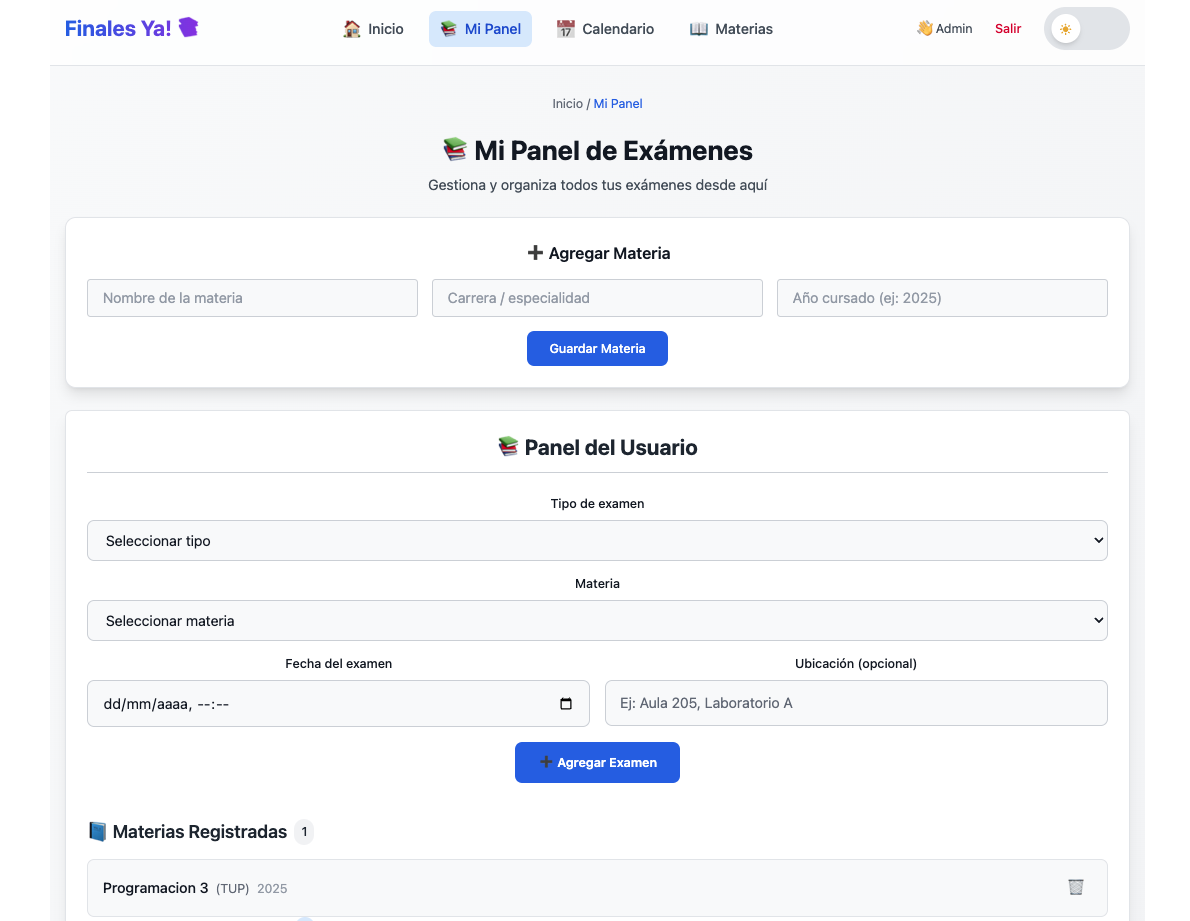 Finales Ya!
Inicio
Mi Panel
Calendario
Materias
Admin
Salir
Inicio / Mi Panel
Mi Panel de Exámenes
Gestiona y organiza todos tus exámenes desde aquí
Agregar Materia
Nombre de la materia
Carrera / especialidad
Año cursado (ej: 2025)
Guardar Materia
Panel del Usuario
Tipo de examen
Seleccionar tipo
Materia
Seleccionar materia
Fecha del examen
Ubicación (opcional)
dd/mm/aaaa, --:--
Ej: Aula 205, Laboratorio A
Agregar Examen
Materias Registradas 1
Programacion 3 (TUP) 2025